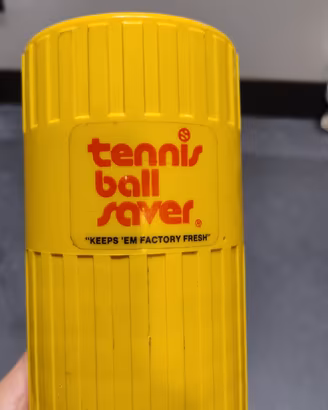 tennis
ball
saver®
"KEEPS 'EM FACTORY FRESH"